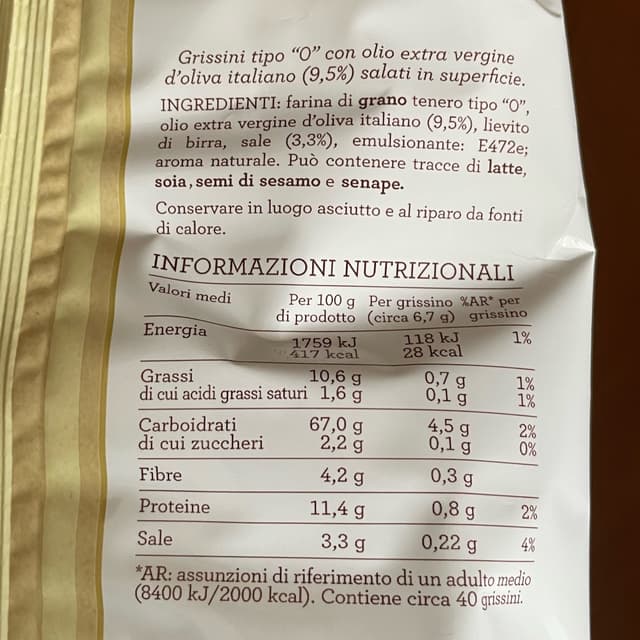 Grissini tipo “0” con olio extra vergine
d’oliva italiano (9,5%) salati in superficie.
INGREDIENTI: farina di grano tenero tipo “0”,
olio extra vergine d’oliva italiano (9,5%), lievito
di birra, sale (3,3%), emulsionante: E472e;
aroma naturale. Può contenere tracce di latte,
soia, semi di sesamo e senape.
Conservare in luogo asciutto e al riparo da fonti
di calore.
INFORMAZIONI NUTRIZIONALI
Valori medi Per 100 g Per grissino %AR* per
di prodotto (circa 6,7 g) grissino
Energia 1759 kJ 118 kJ 1%
417 kcal 28 kcal
Grassi 10,6 g 0,7 g 1%
di cui acidi grassi saturi 1,6 g 0,1 g 1%
Carboidrati 67,0 g 4,5 g 2%
di cui zuccheri 2,2 g 0,1 g 0%
Fibre 4,2 g 0,3 g
Proteine 11,4 g 0,8 g 2%
Sale 3,3 g 0,22 g 4%
*AR: assunzioni di riferimento di un adulto medio
(8400 kJ/2000 kcal). Contiene circa 40 grissini.